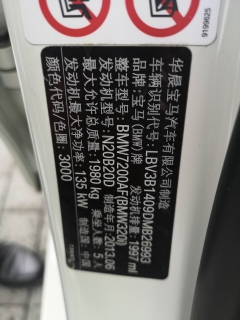 9196625
华晨宝马汽车有限公司制造
品牌:宝马(BMW)牌
车辆识别代号:LBV3B1409DMB26993
整车型号:BMW7200AF(BMW320i) 发动机排量:1997 ml
发动机型号:N20B20D 制造年月:2013.06
最大允许总质量:1980 kg 乘坐人数:5人
发动机最大净功率:135 kW 制造国:中国
颜色代码/色圈:3000